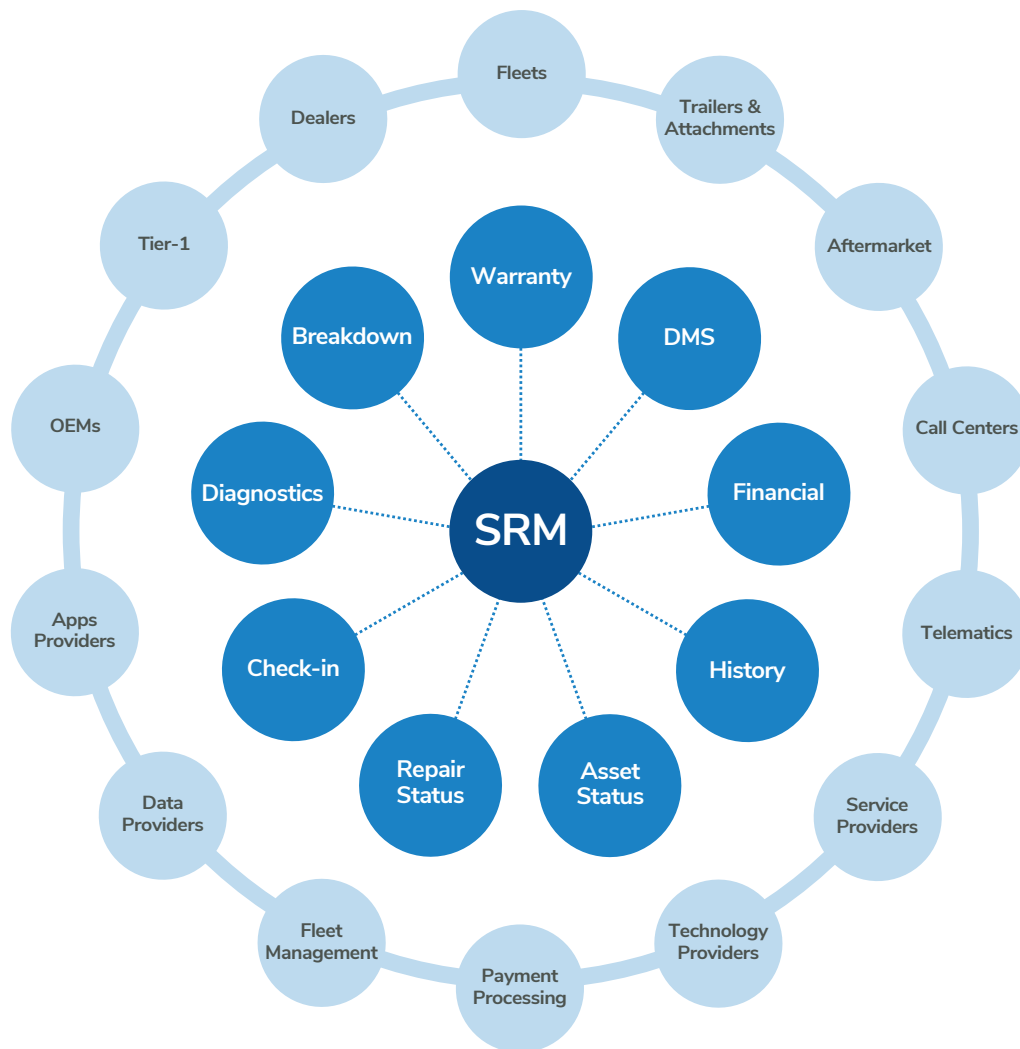 Fleets
Trailers &
Attachments
Aftermarket
Call Centers
Telematics
Service
Providers
Technology
Providers
Payment
Processing
Fleet
Management
Data
Providers
Apps
Providers
OEMs
Tier-1
Dealers
Warranty
DMS
Financial
History
Asset
Status
Repair
Status
Check-in
Diagnostics
Breakdown
SRM